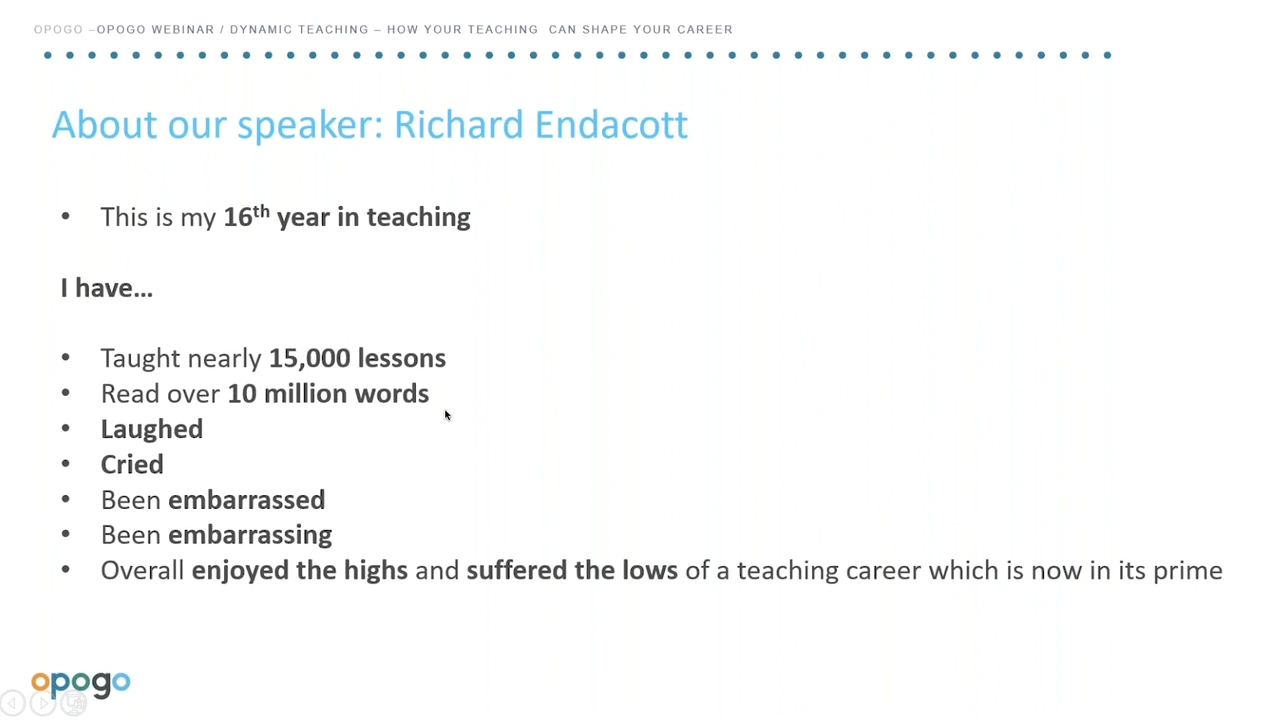 OPOGO –OPOGO WEBINAR / DYNAMIC TEACHING – HOW YOUR TEACHING CAN SHAPE YOUR CAREER
About our speaker: Richard Endacott
• This is my 16th year in teaching
I have...
• Taught nearly 15,000 lessons
• Read over 10 million words
• Laughed
• Cried
• Been embarrassed
• Been embarrassing
• Overall enjoyed the highs and suffered the lows of a teaching career which is now in its prime
opogo